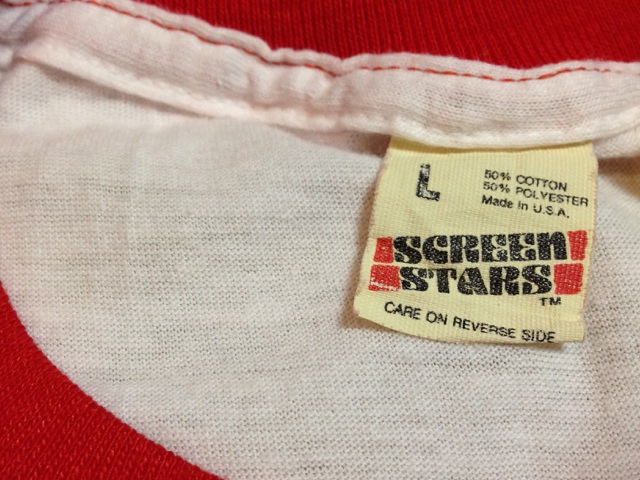 L
50% COTTON
50% POLYESTER
Made In U.S.A.
SCREEN
STARS
TM
CARE ON REVERSE SIDE